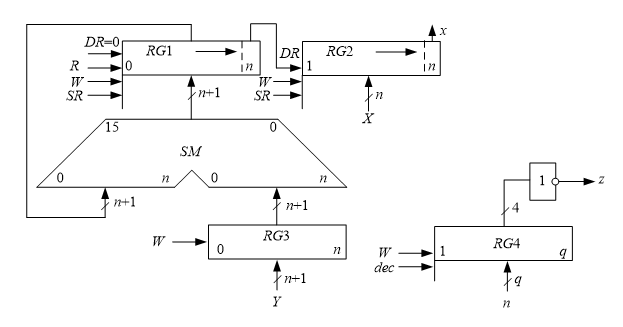 DR=0 RG1 DR RG2 x
R 0 n 1 n
W W
SR n+1 SR n
X
15 0
SM
0 n 0 n 1 z
n+1 n+1 4
W RG3 W RG4
0 n 1 q
dec
n+1 q
Y n